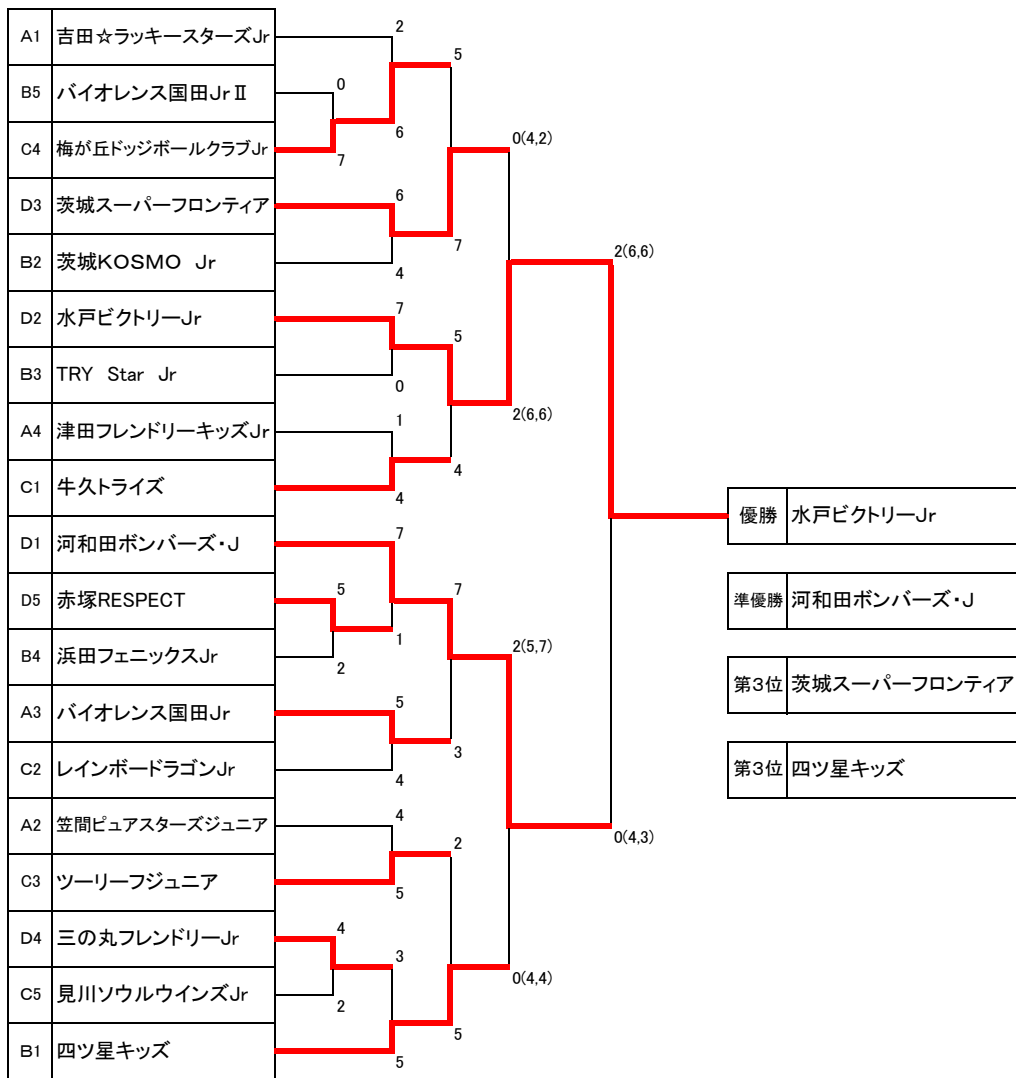 A1 吉田☆ラッキースターズJr
B5 バイオレンス国田JrⅡ
C4 梅が丘ドッジボールクラブJr
D3 茨城スーパーフロンティア
B2 茨城KOSMO Jr
D2 水戸ビクトリーJr
B3 TRY Star Jr
A4 津田フレンドリーキッズJr
C1 牛久トライズ
D1 河和田ボンバーズ・J
D5 赤塚RESPECT
B4 浜田フェニックスJr
A3 バイオレンス国田Jr
C2 レインボードラゴンJr
A2 笠間ピュアスターズジュニア
C3 ツーリーフジュニア
D4 三の丸フレンドリーJr
C5 見川ソウルウインズJr
B1 四ツ星キッズ
0
7
5
2
4
2
2
6
6
4
7
0
1
4
7
1
5
4
4
5
3
5
5
7
5
4
7
3
2
5
0(4,2)
2(6,6)
2(5,7)
0(4,4)
2(6,6)
0(4,3)
優勝 水戸ビクトリーJr
準優勝 河和田ボンバーズ・J
第3位 茨城スーパーフロンティア
第3位 四ツ星キッズ